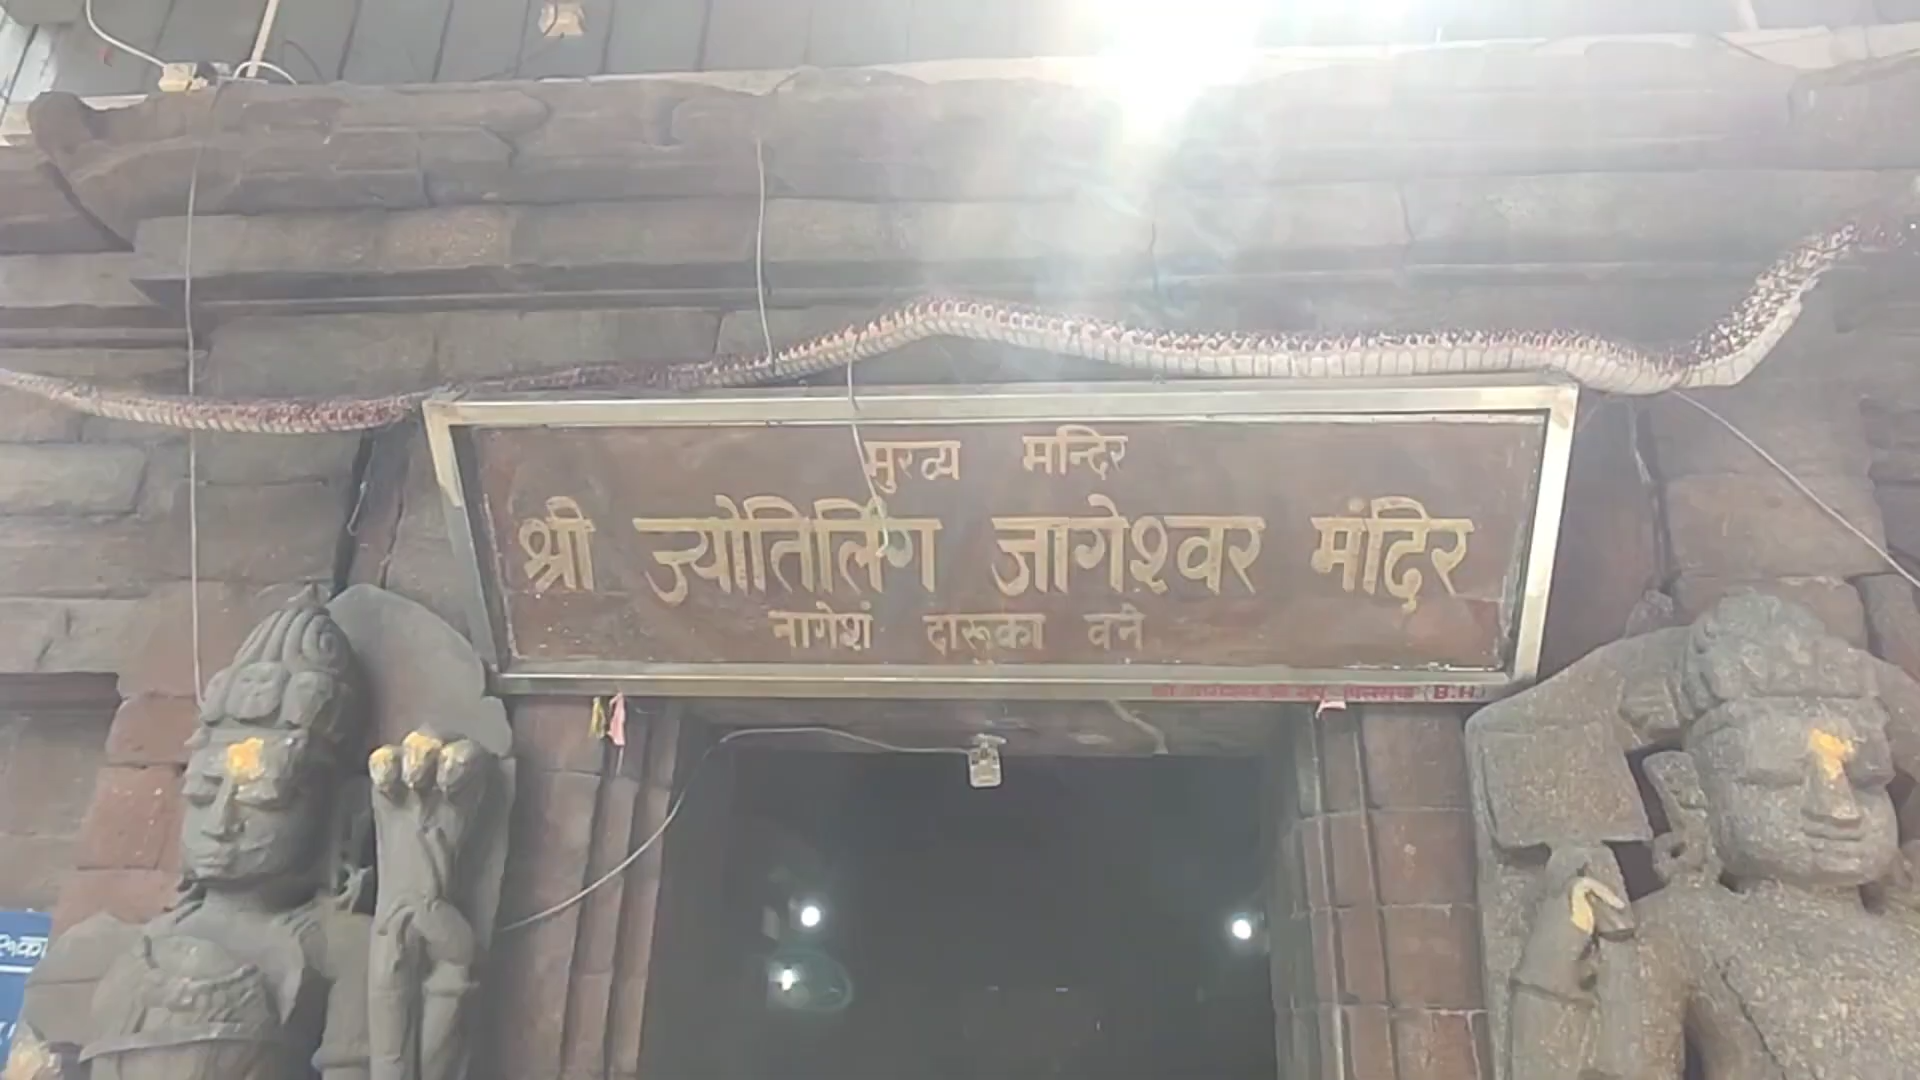 मुख्य मन्दिर
श्री ज्योतिर्लिंग जागेश्वर मंदिर
नागेशं दारूका वने
(B.H.)